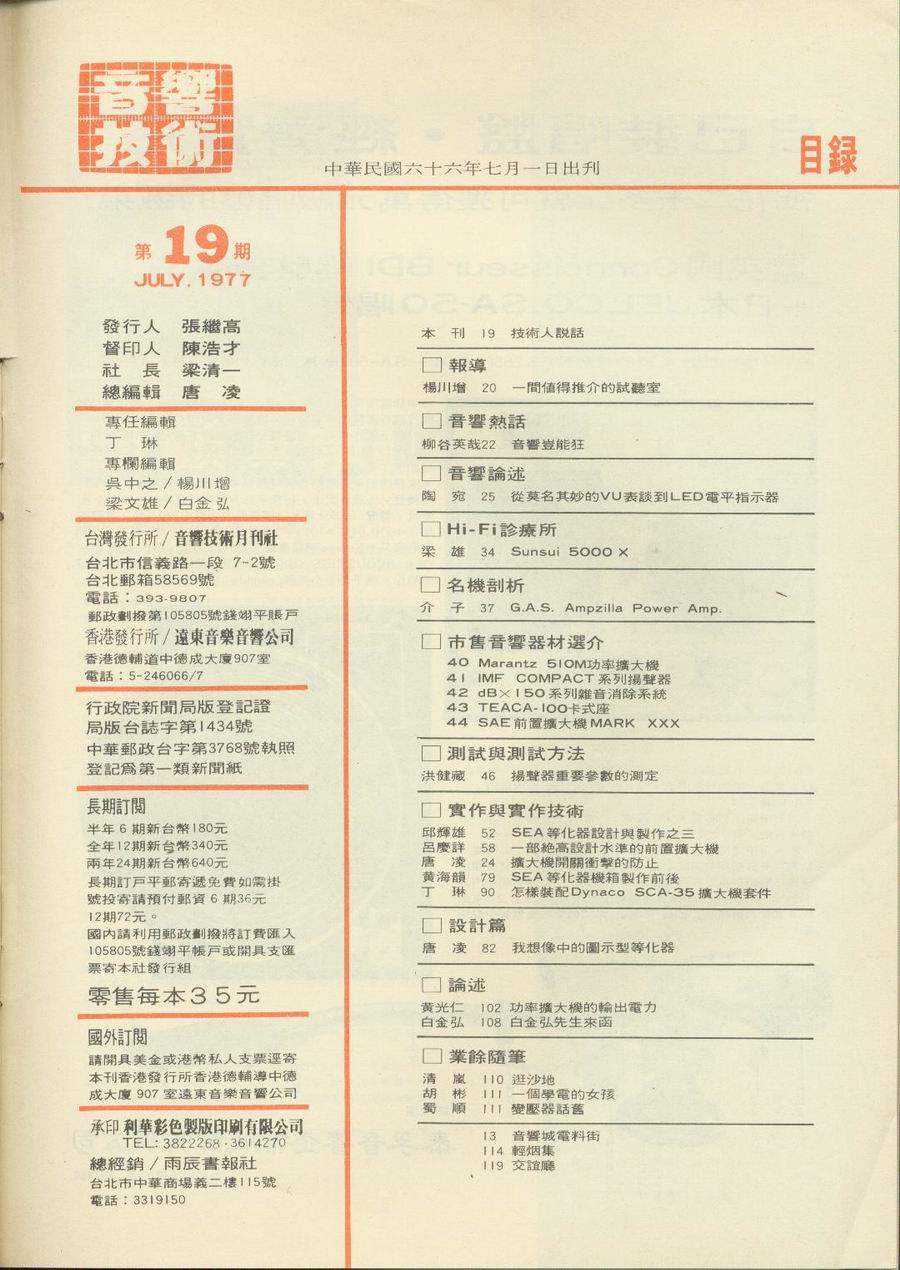 音響
技術
中華民國六十六年七月一日出刊
目録
第19期
JULY. 1977
發行人 張繼高
督印人 陳浩才
社長 梁清一
總編輯 唐凌
專任編輯
丁琳
專欄編輯
吳中之/楊川增
梁文雄/白金弘
台灣發行所/音響技術月刊社
台北市信義路一段 7-2號
台北郵箱58569號
電話：393-9807
郵政劃撥第105805號錢翊平賬戶
香港發行所/遠東音樂音響公司
香港德輔道中德成大廈907室
電話：5-246066/7
行政院新聞局版登記證
局版台誌字第1434號
中華郵政台字第3768號執照
登記爲第一類新聞紙
長期訂閱
半年6期新台幣180元
全年12期新台幣340元
兩年24期新台幣640元
長期訂戶平郵寄遞免費如需掛
號投寄請預付郵資6期36元
12期72元。
國內請利用郵政劃撥將訂費匯入
105805號錢翊平帳戶或開具支匯
票寄本社發行組
零售每本35元
國外訂閱
請開具美金或港幣私人支票逕寄
本刊香港發行所香港德輔導中德
成大廈 907 室遠東音樂音響公司
承印利華彩色製版印刷有限公司
TEL: 3822268・3614270
總經銷/雨辰書報社
台北市中華商場義二樓115號
電話：3319150
本刊 19 技術人説話
□報導
楊川增 20 一間值得推介的試聽室
□音響熱話
柳谷英哉22 音響豈能狂
□音響論述
陶宛 25 從莫名其妙的VU表談到LED電平指示器
□Hi-Fi診療所
梁雄 34 Sunsui 5000X
□名機剖析
介子 37 G.A.S. Ampzilla Power Amp.
□市售音響器材選介
40 Marantz 510M功率擴大機
41 IMF COMPACT系列揚聲器
42 dB×150系列雜音消除系統
43 TEACA-100卡式座
44 SAE前置擴大機MARK XXX
□測試與測試方法
洪健藏 46 揚聲器重要參數的測定
□實作與實作技術
邱輝雄 52 SEA等化器設計與製作之三
呂慶詳 58 一部絶高設計水準的前置擴大機
唐凌 24 擴大機開關衝擊的防止
黃海韻 79 SEA等化器機箱製作前後
丁琳 90 怎樣裝配Dynaco SCA-35擴大機套件
□設計篇
唐凌 82 我想像中的圖示型等化器
□論述
黃光仁 102 功率擴大機的輸出電力
白金弘 108 白金弘先生來函
□業餘隨筆
清嵐 110 逛沙地
胡彬 111 一個學電的女孩
蜀順 111 變壓器話舊
13 音響城電料街
114 輕烟集
119 交誼廳